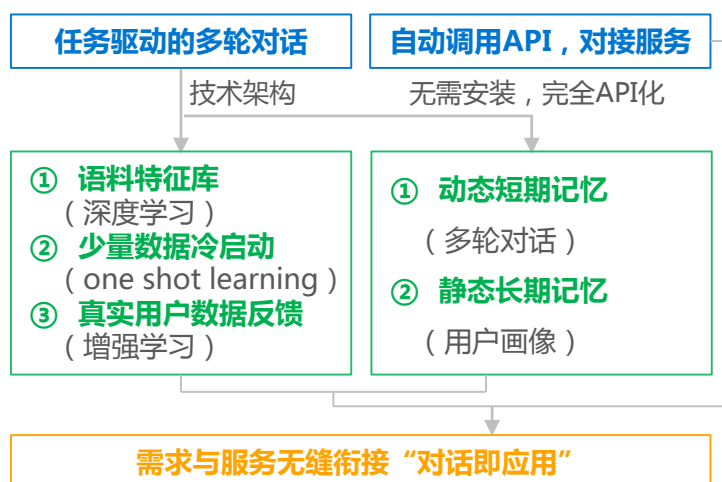 任务驱动的多轮对话
自动调用API，对接服务
技术架构
无需安装，完全API化
① 语料特征库
（深度学习）
② 少量数据冷启动
（one shot learning）
③ 真实用户数据反馈
（增强学习）
① 动态短期记忆
（多轮对话）
② 静态长期记忆
（用户画像）
需求与服务无缝衔接“对话即应用”